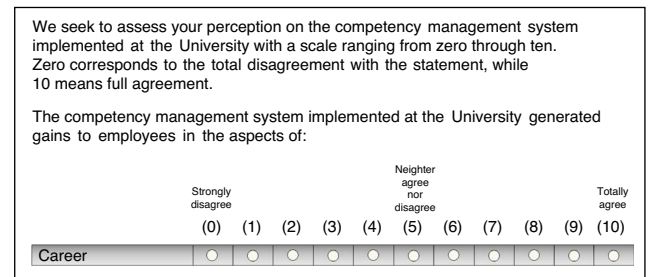 We seek to assess your perception on the competency management system
implemented at the University with a scale ranging from zero through ten.
Zero corresponds to the total disagreement with the statement, while
10 means full agreement.
The competency management system implemented at the University generated
gains to employees in the aspects of:
Neighter
agree
nor
disagree
Strongly
disagree
Totally
agree
(0) (1) (2) (3) (4) (5) (6) (7) (8) (9) (10)
Career